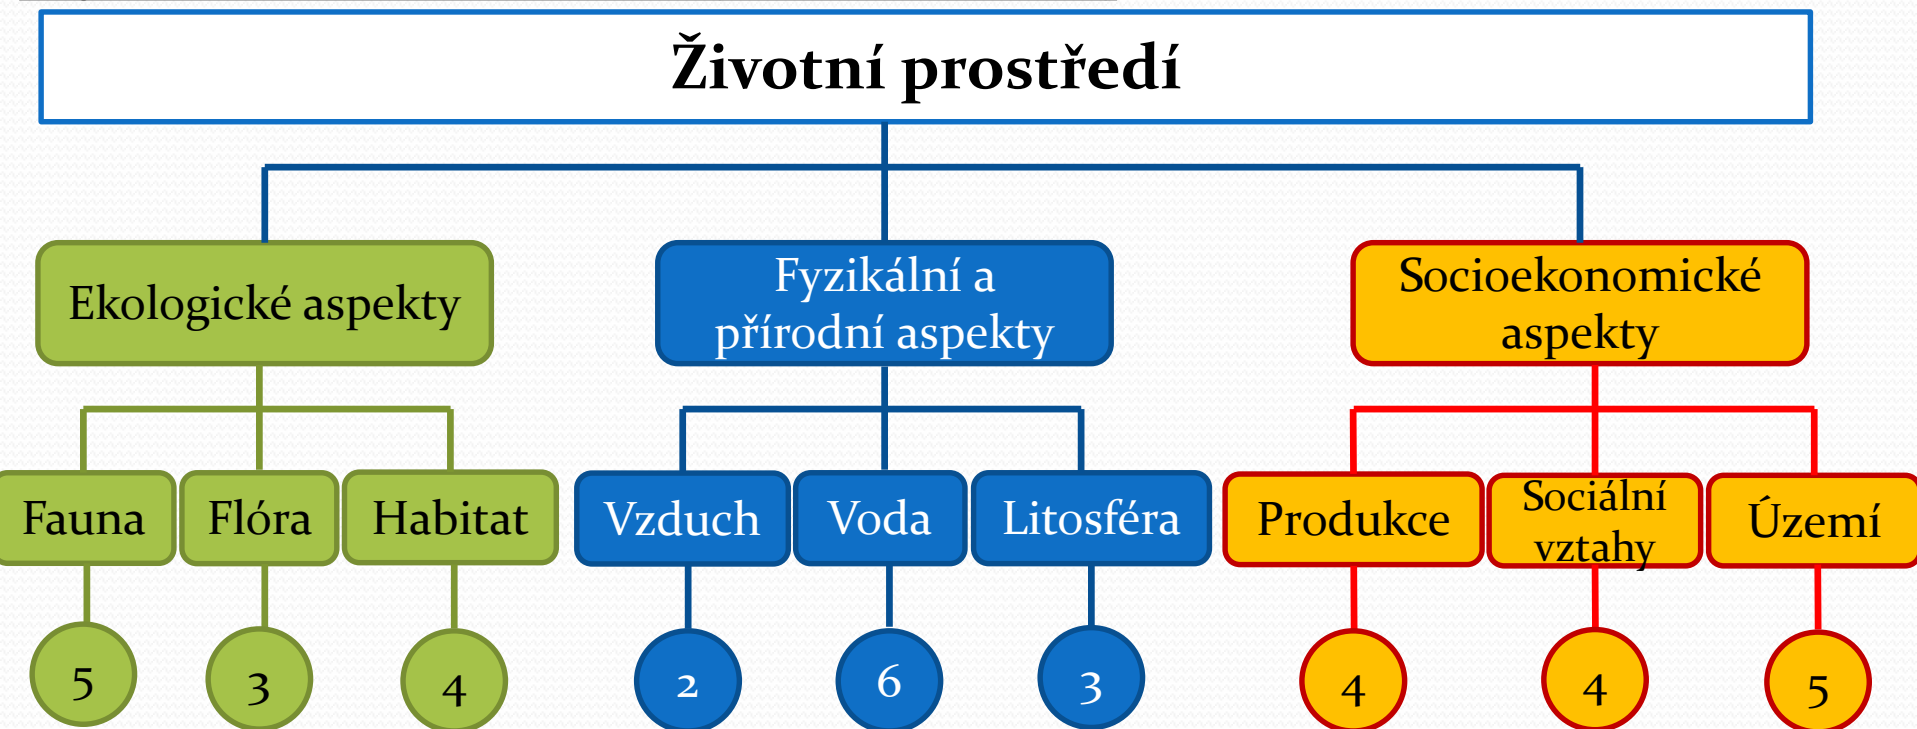 Životní prostředí
Ekologické aspekty
Fyzikální a
přírodní aspekty
Socioekonomické
aspekty
Fauna
Flóra
Habitat
Vzduch
Voda
Litosféra
Produkce
Sociální
vztahy
Území
5
3
4
2
6
3
4
4
5